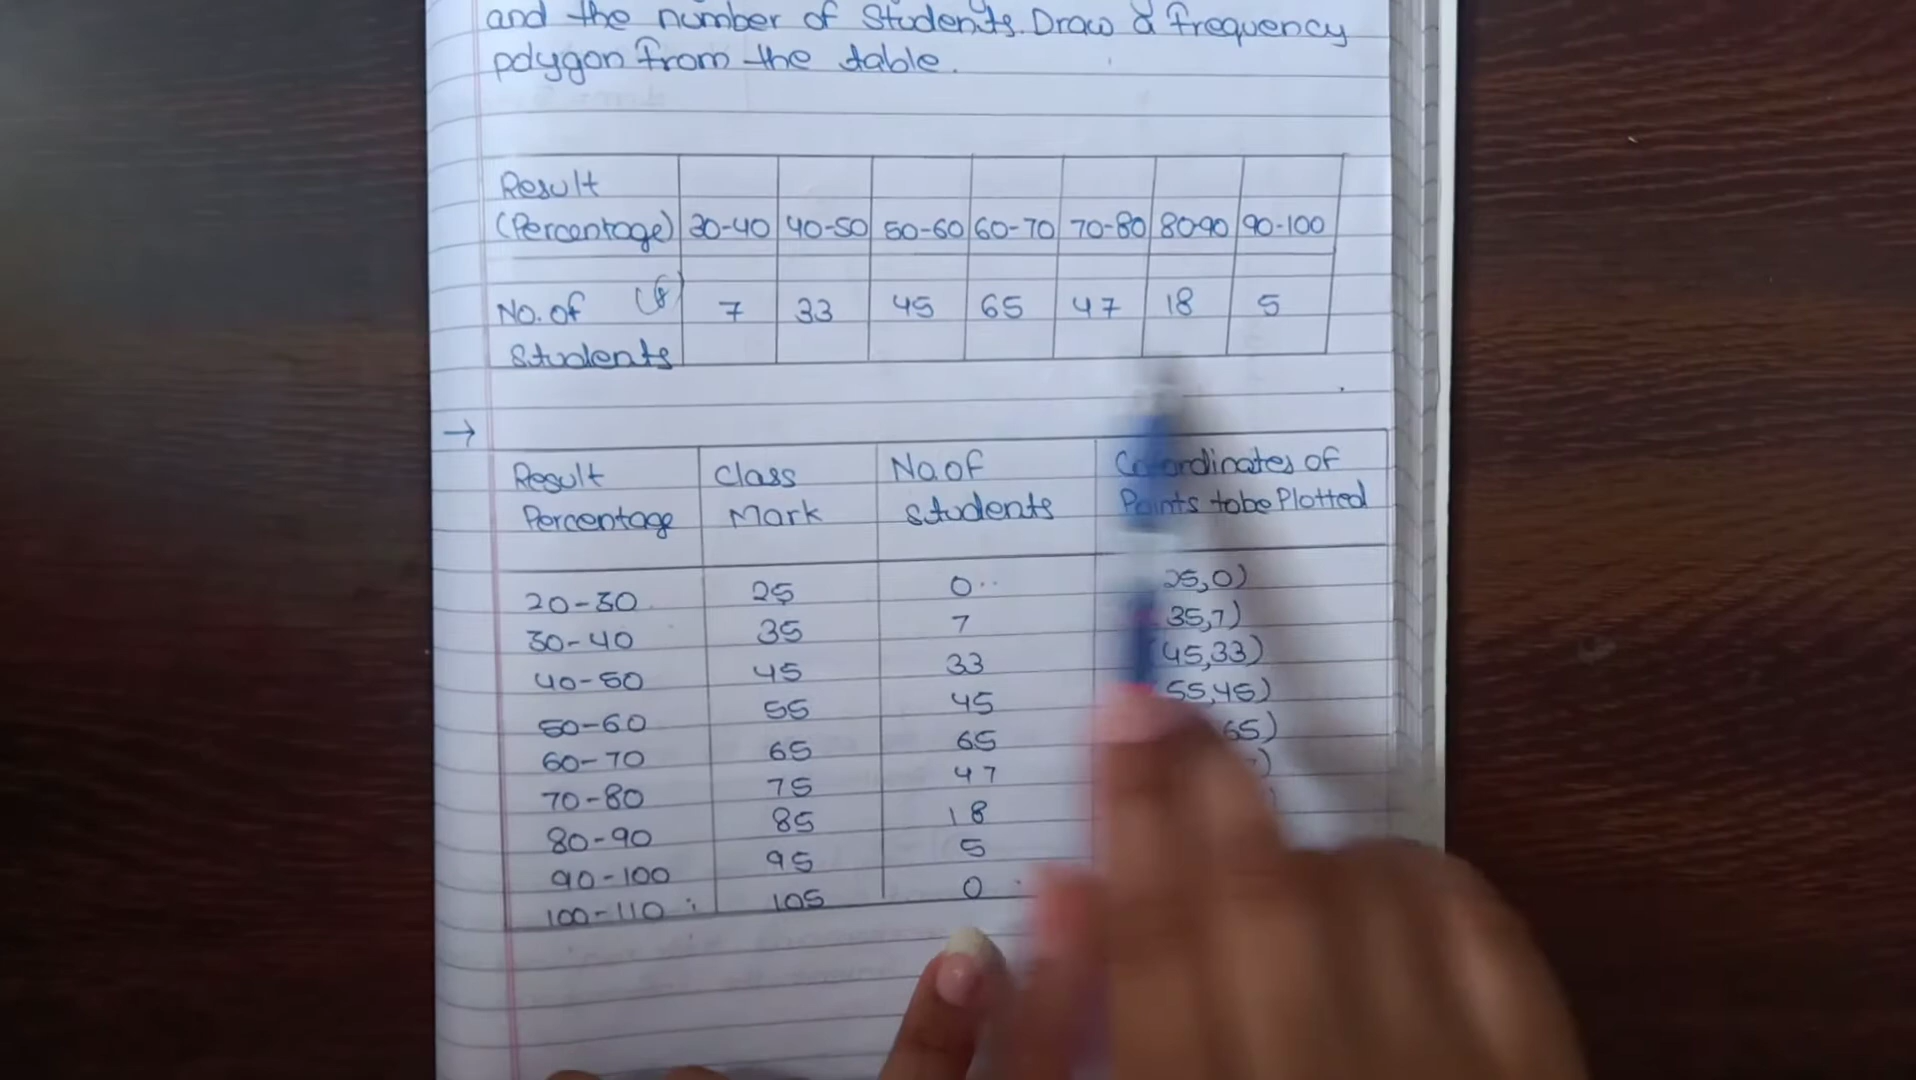 and the number of Students. Draw a frequency
polygon from the table.
Result
(Percentage) 30-40 40-50 50-60 60-70 70-80 80-90 90-100
No. of (f) 7 33 45 65 47 18 5
Students
→
Result Class No. of Co-ordinates of
Percentage Mark students Points to be Plotted
20-30 25 0 25,0)
30-40 35 7 35,7)
40-50 45 33 (45,33)
50-60 55 45 55,45)
60-70 65 65 65)
70-80 75 47 )
80-90 85 18
90-100 95 5
100-110 105 0